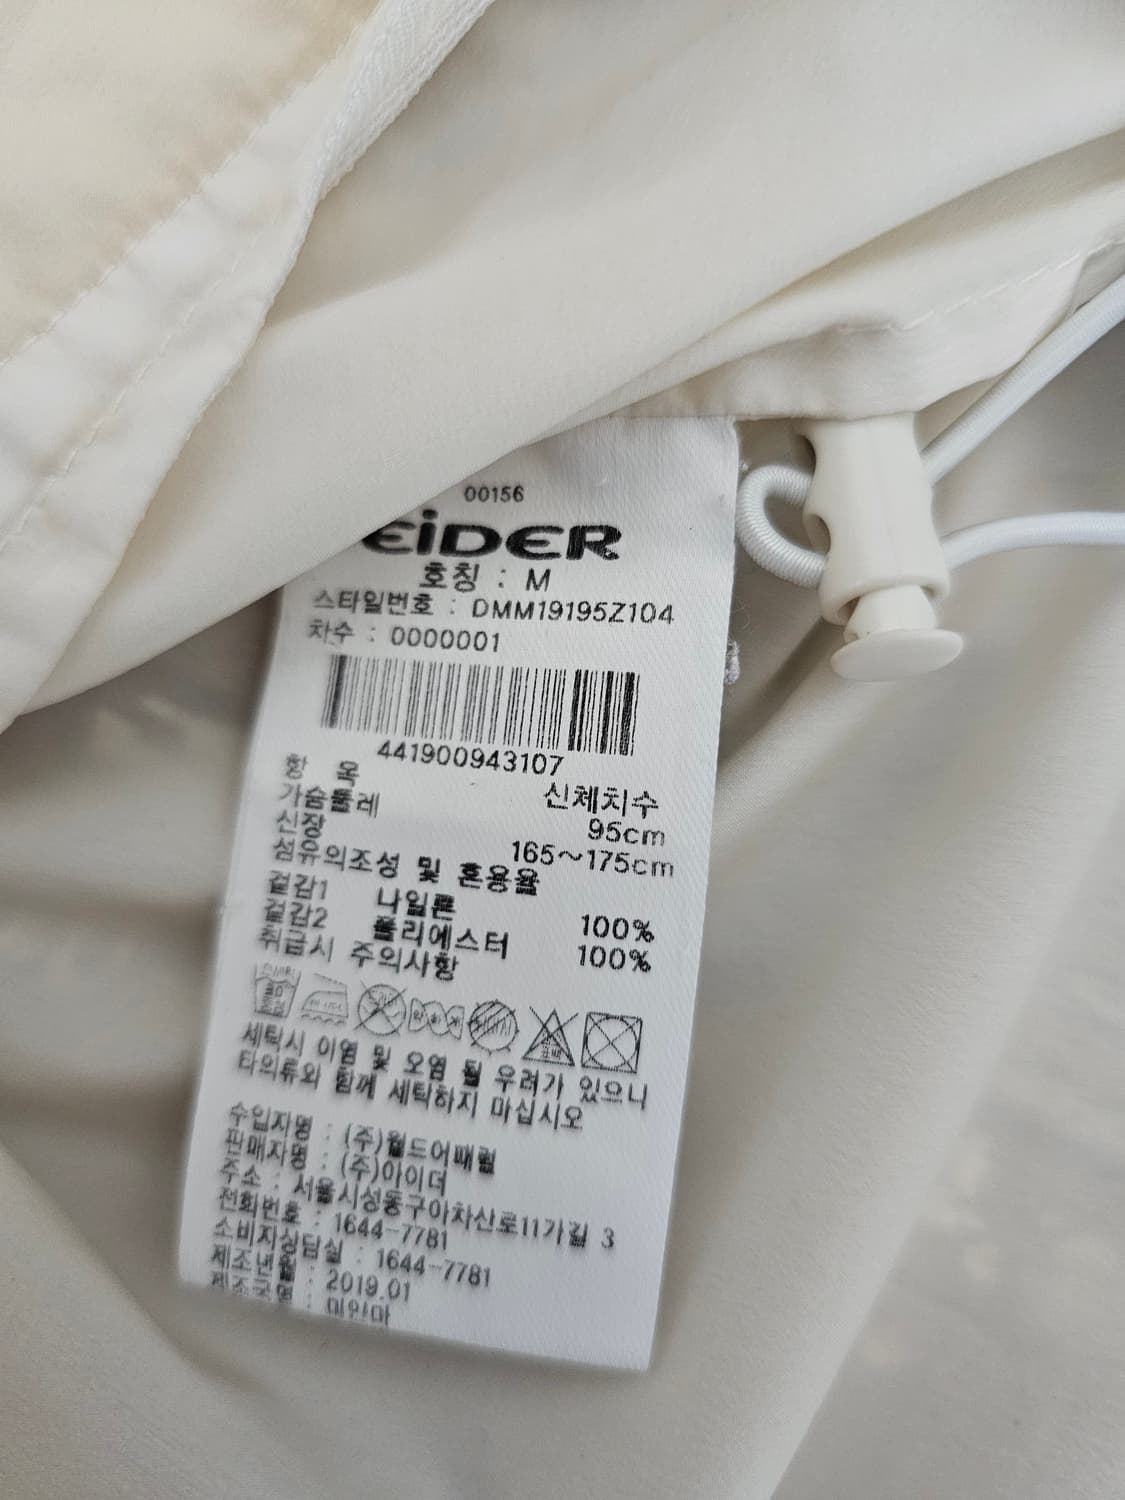 00156
EiDER
호칭 : M
스타일번호 : DMM19195Z104
차수 : 0000001
441900943107
항 목 신체치수
가슴둘레 95cm
신장 165~175cm
섬유의조성 및 혼용율
겉감1 나일론 100%
겉감2 폴리에스터 100%
취급시 주의사항
세탁시 이염 및 오염 될 우려가 있으니
타의류와 함께 세탁하지 마십시오
수입자명 : (주)월드어패럴
판매자명 : (주)아이더
주소 : 서울시성동구아차산로11가길 3
전화번호 : 1644-7781
소비자상담실 : 1644-7781
제조년월 : 2019.01
제조국명 : 미얀마